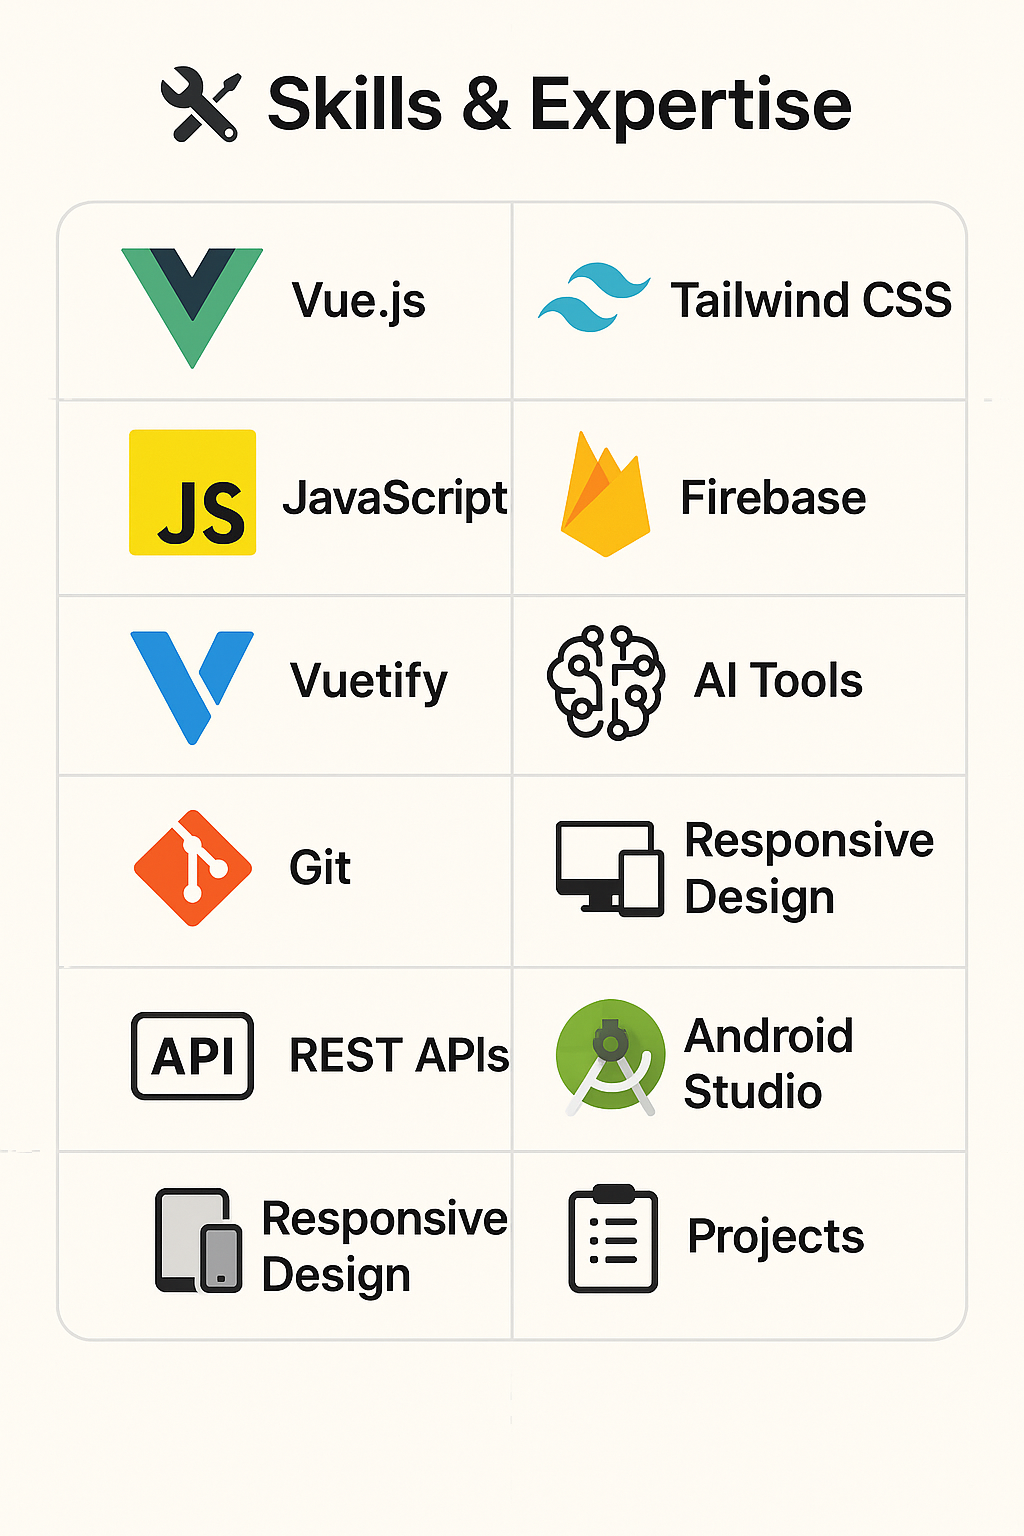 Skills & Expertise
Vue.js
Tailwind CSS
JS
JavaScript
Firebase
Vuetify
AI Tools
Git
Responsive
Design
API
REST APIs
Android
Studio
Responsive
Design
Projects